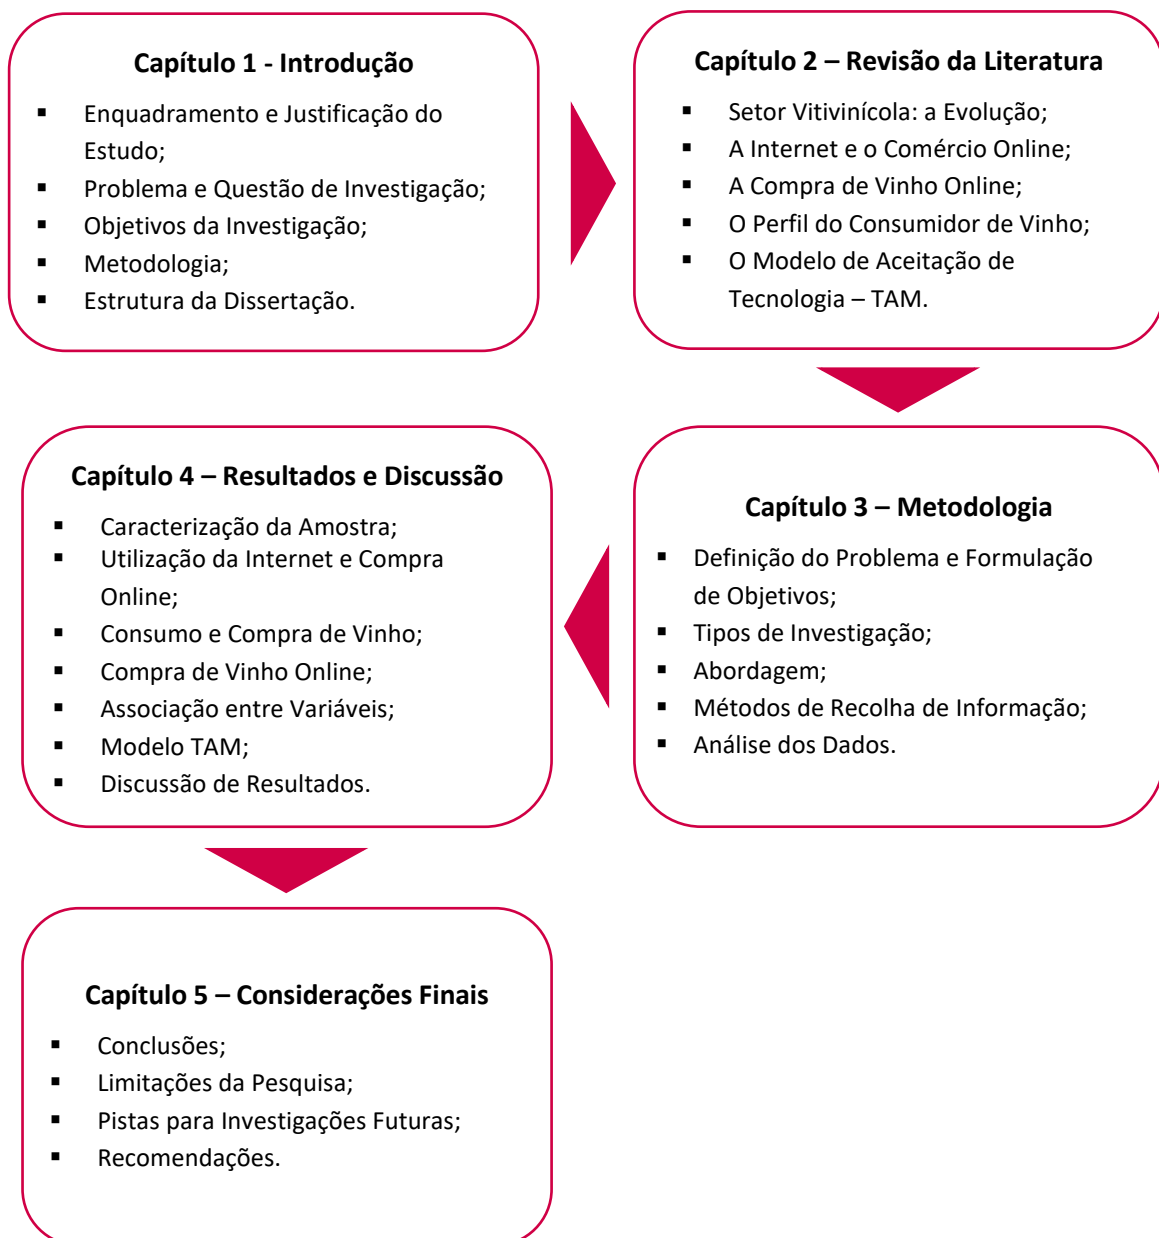 Capítulo 1 - Introdução
▪ Enquadramento e Justificação do
Estudo;
▪ Problema e Questão de Investigação;
▪ Objetivos da Investigação;
▪ Metodologia;
▪ Estrutura da Dissertação.
Capítulo 2 – Revisão da Literatura
▪ Setor Vitivinícola: a Evolução;
▪ A Internet e o Comércio Online;
▪ A Compra de Vinho Online;
▪ O Perfil do Consumidor de Vinho;
▪ O Modelo de Aceitação de
Tecnologia – TAM.
Capítulo 3 – Metodologia
▪ Definição do Problema e Formulação
de Objetivos;
▪ Tipos de Investigação;
▪ Abordagem;
▪ Métodos de Recolha de Informação;
▪ Análise dos Dados.
Capítulo 4 – Resultados e Discussão
▪ Caracterização da Amostra;
▪ Utilização da Internet e Compra
Online;
▪ Consumo e Compra de Vinho;
▪ Compra de Vinho Online;
▪ Associação entre Variáveis;
▪ Modelo TAM;
▪ Discussão de Resultados.
Capítulo 5 – Considerações Finais
▪ Conclusões;
▪ Limitações da Pesquisa;
▪ Pistas para Investigações Futuras;
▪ Recomendações.